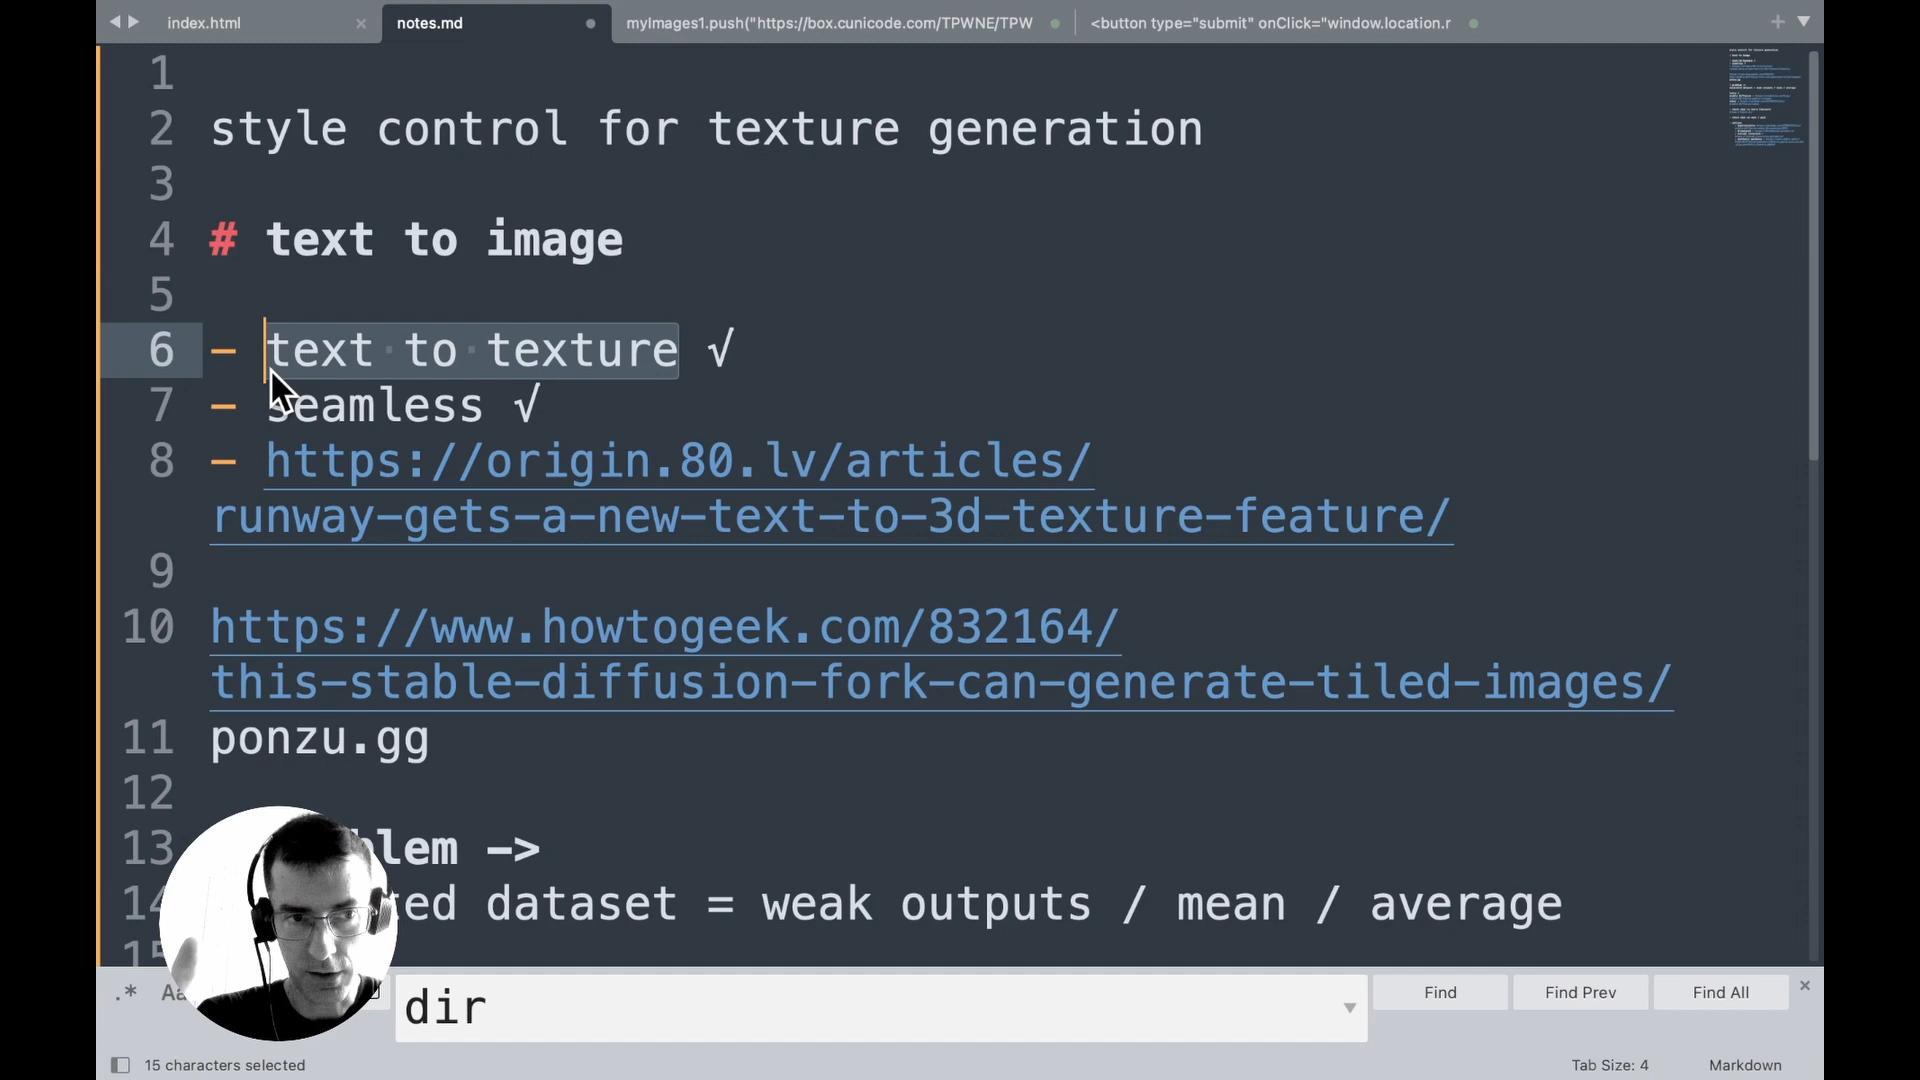 index.html
notes.md
myImages1.push("https://box.cunicode.com/TPWNE/TPW
<button type="submit" onClick="window.location.r
1
2 style control for texture generation
3
4 # text to image
5
6 - text to texture √
7 - seamless √
8 - https://origin.80.lv/articles/
runway-gets-a-new-text-to-3d-texture-feature/
9
10 https://www.howtogeek.com/832164/
this-stable-diffusion-fork-can-generate-tiled-images/
11 ponzu.gg
12
13 blem ->
14 ted dataset = weak outputs / mean / average
15
.* Aa
dir
Find
Find Prev
Find All
15 characters selected
Tab Size: 4
Markdown